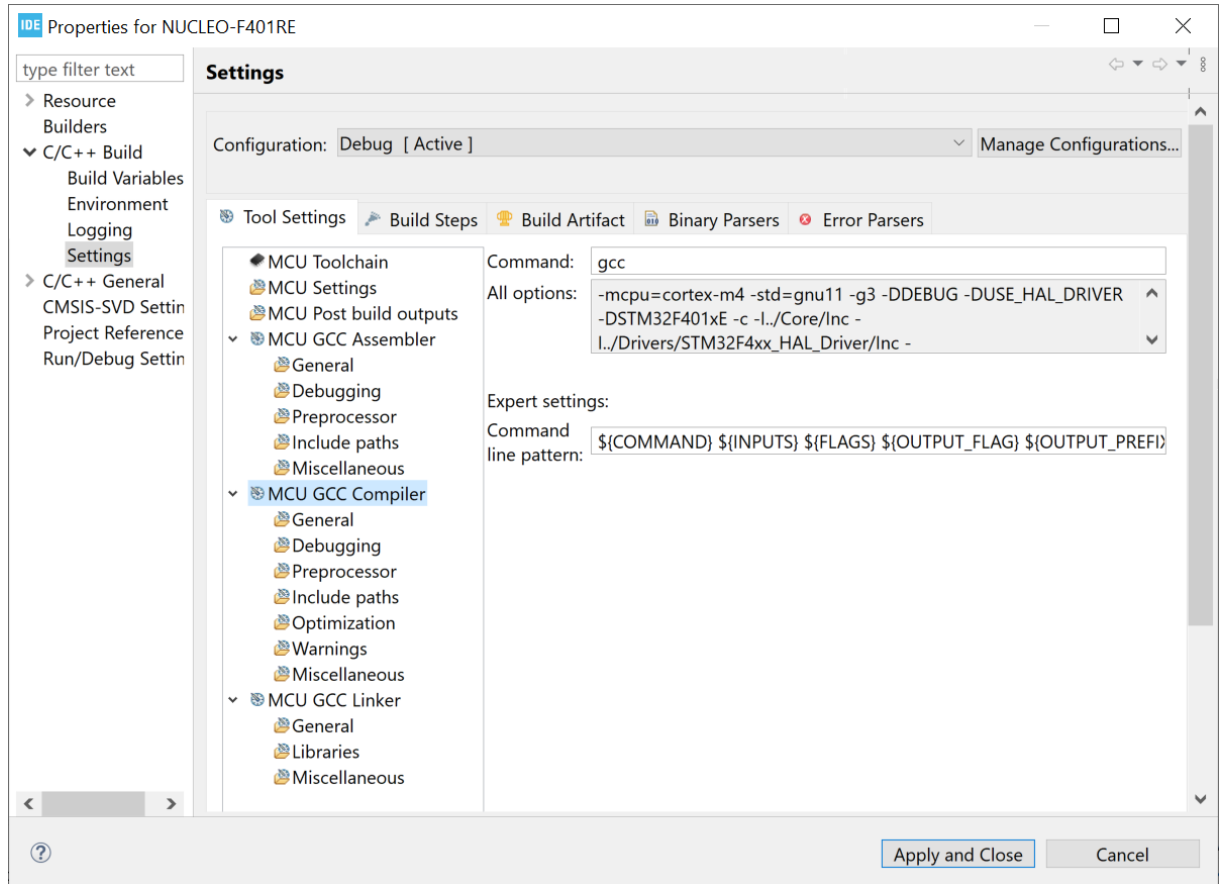 IDE Properties for NUCLEO-F401RE
type filter text
Resource
Builders
C/C++ Build
Build Variables
Environment
Logging
Settings
C/C++ General
CMSIS-SVD Settin
Project Reference
Run/Debug Settin
Settings
Configuration: Debug [ Active ] Manage Configurations...
Tool Settings Build Steps Build Artifact Binary Parsers Error Parsers
MCU Toolchain
MCU Settings
MCU Post build outputs
MCU GCC Assembler
General
Debugging
Preprocessor
Include paths
Miscellaneous
MCU GCC Compiler
General
Debugging
Preprocessor
Include paths
Optimization
Warnings
Miscellaneous
MCU GCC Linker
General
Libraries
Miscellaneous
Command: gcc
All options: -mcpu=cortex-m4 -std=gnu11 -g3 -DDEBUG -DUSE_HAL_DRIVER
-DSTM32F401xE -c -I../Core/Inc -
I../Drivers/STM32F4xx_HAL_Driver/Inc -
Expert settings:
Command
line pattern: ${COMMAND} ${INPUTS} ${FLAGS} ${OUTPUT_FLAG} ${OUTPUT_PREFIX
Apply and Close Cancel